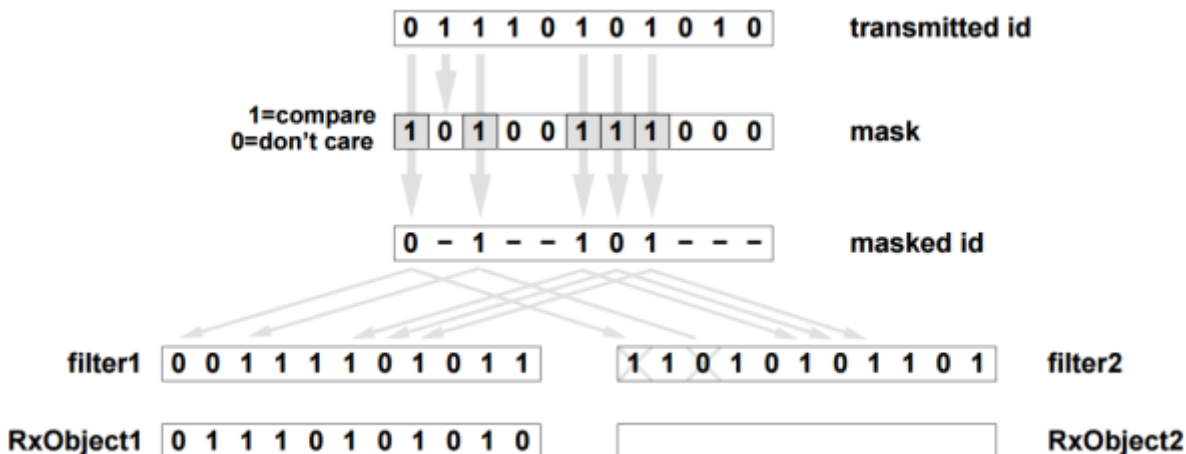 0 1 1 1 0 1 0 1 0 1 0 transmitted id
1=compare
0=don't care
1 0 1 0 0 1 1 1 0 0 0 mask
0 – 1 – – 1 0 1 – – – masked id
filter1 0 0 1 1 1 1 0 1 0 1 1
1 1 0 1 0 1 0 1 1 0 1 filter2
RxObject1 0 1 1 1 0 1 0 1 0 1 0
RxObject2